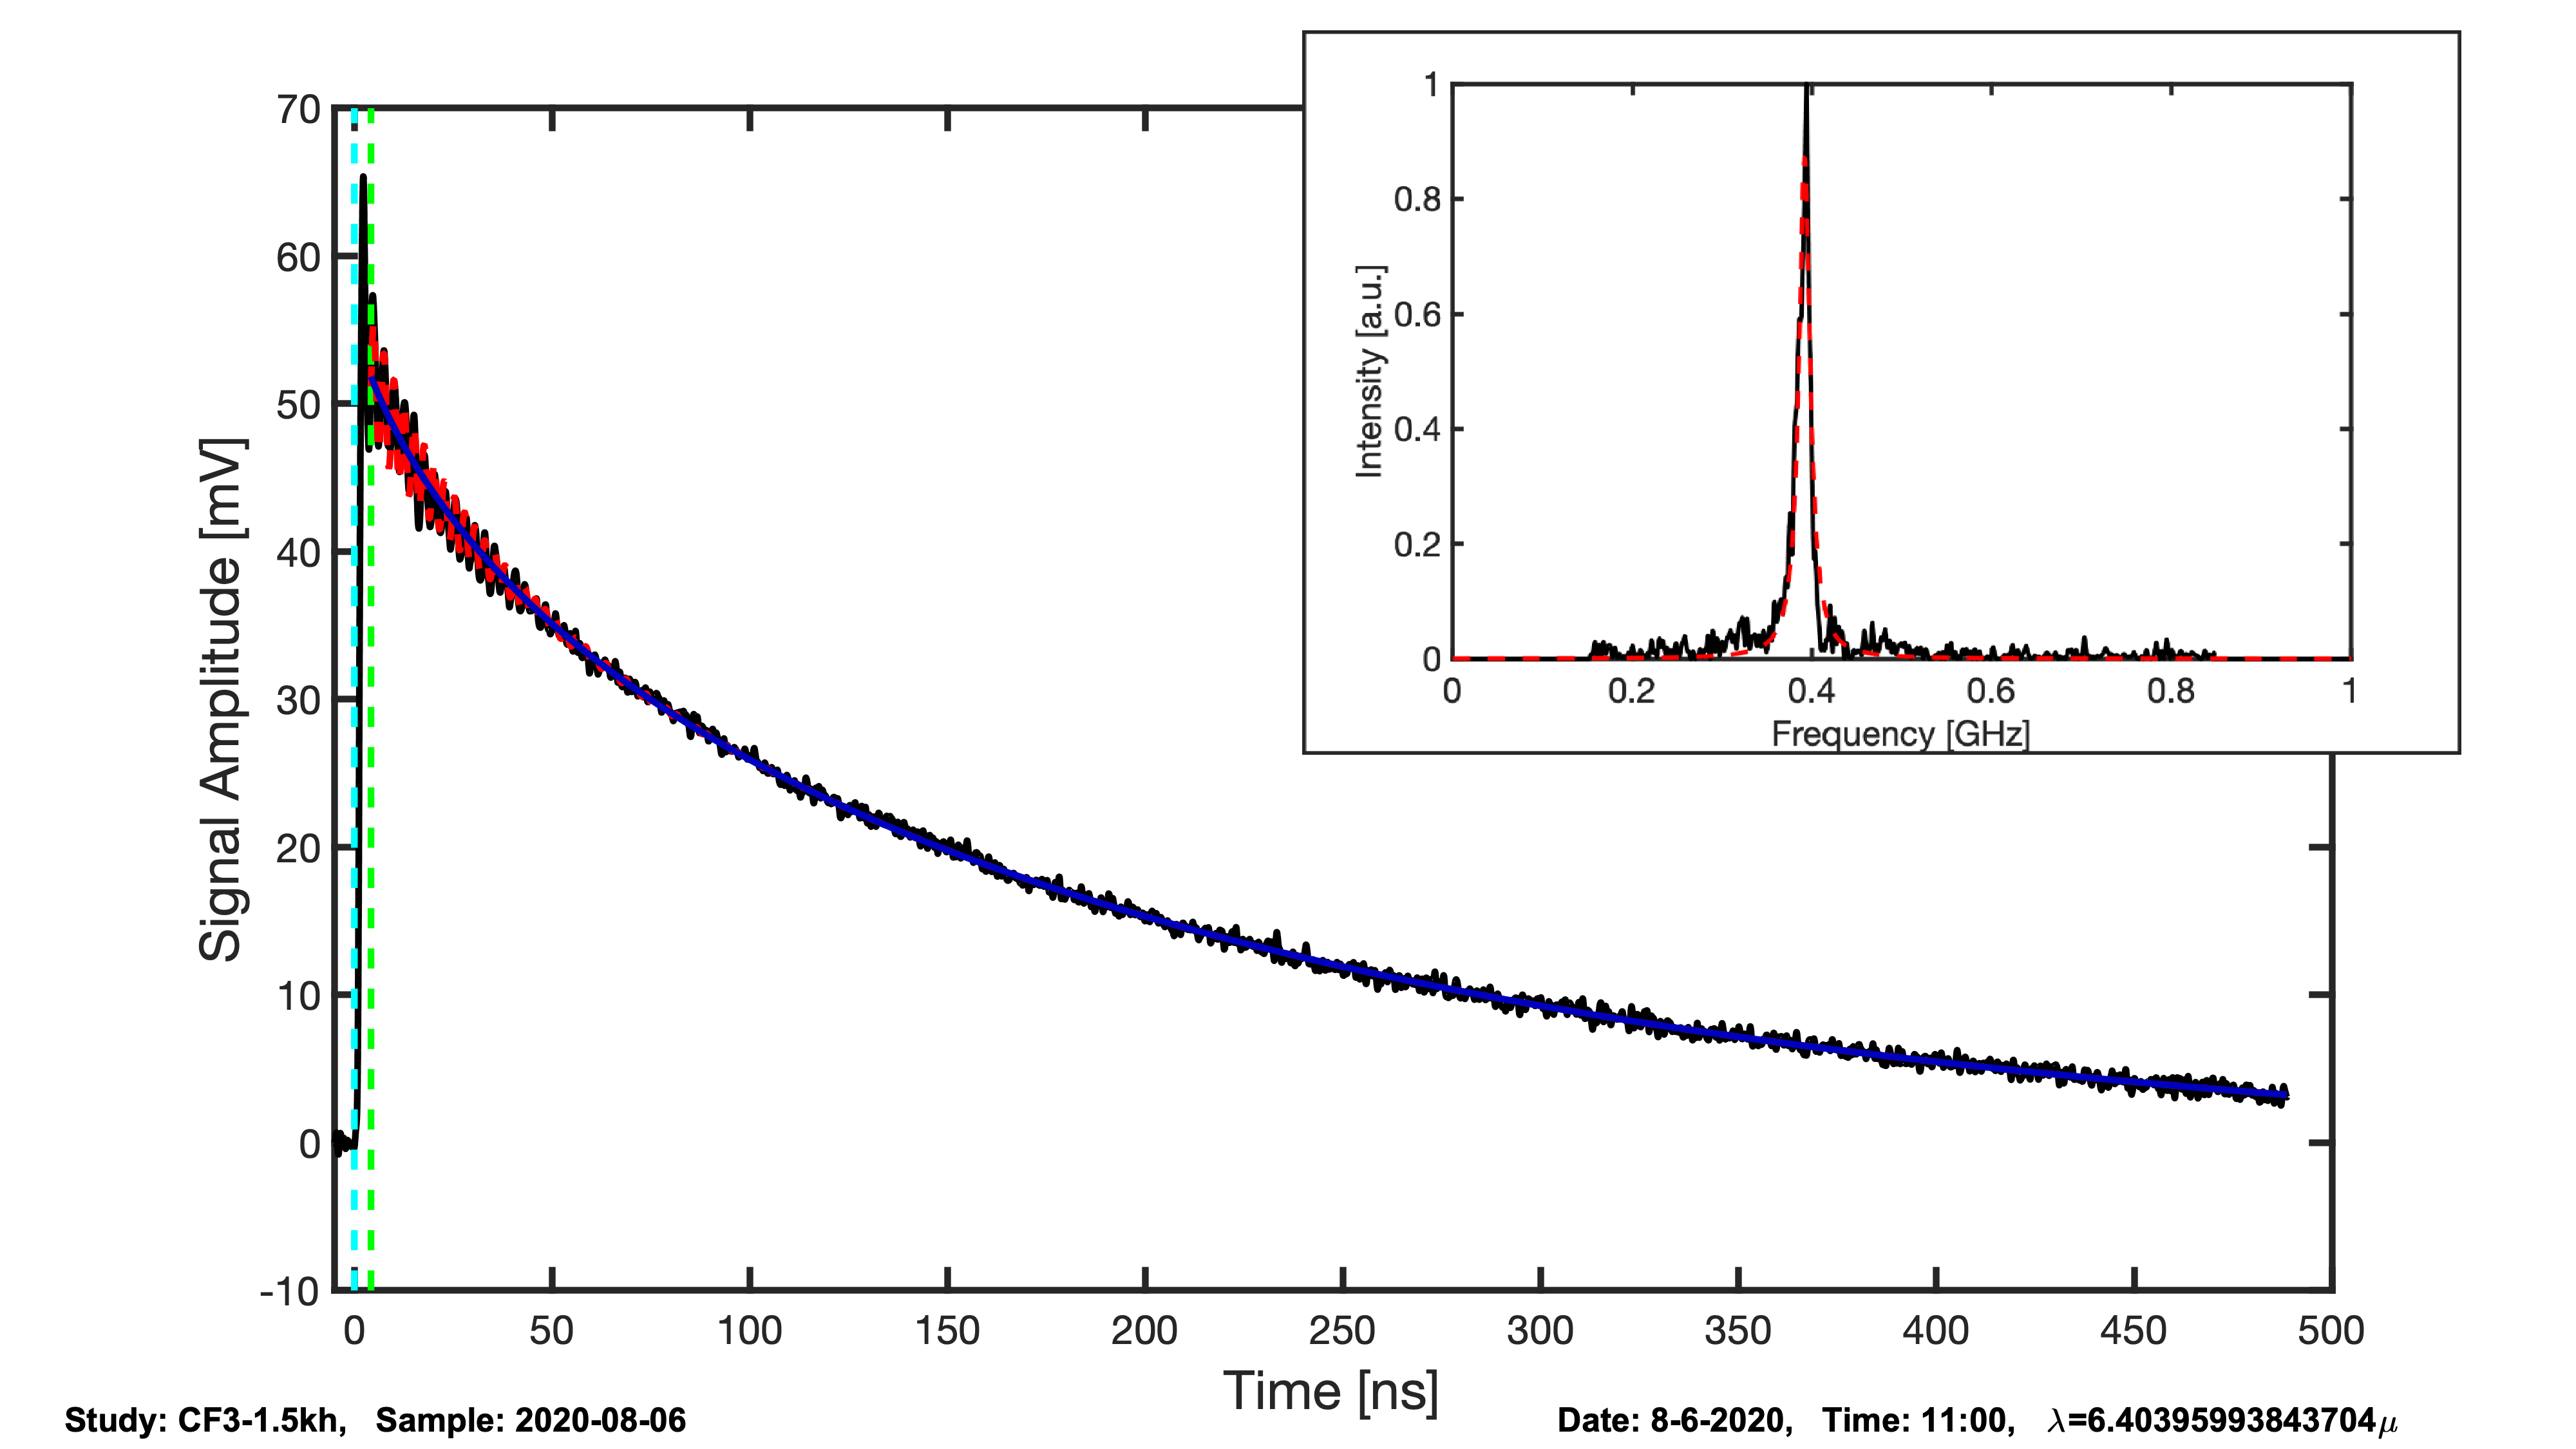 1
0.8
0.6
0.4
0.2
0
Intensity [a.u.]
0 0.2 0.4 0.6 0.8 1
Frequency [GHz]
70
60
50
40
30
20
10
0
-10
Signal Amplitude [mV]
0 50 100 150 200 250 300 350 400 450 500
Time [ns]
Study: CF3-1.5kh, Sample: 2020-08-06
Date: 8-6-2020, Time: 11:00, λ=6.40395993843704μ